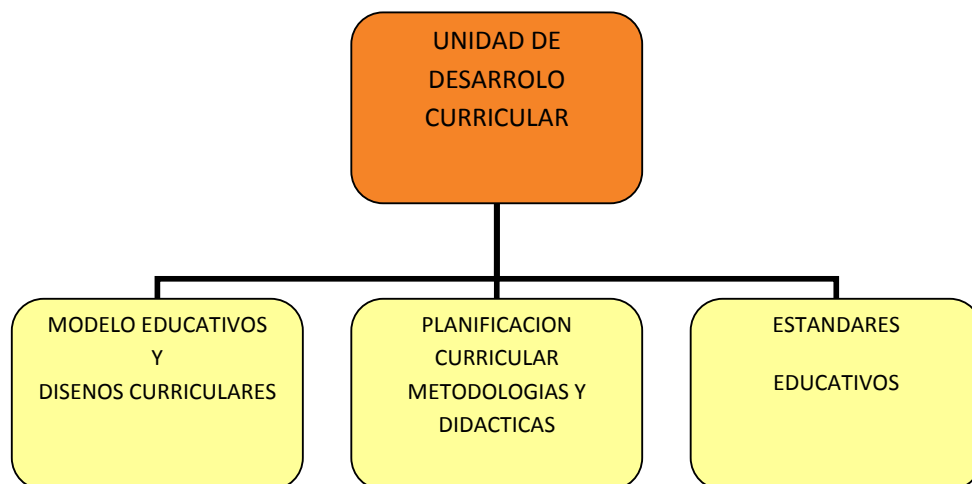 UNIDAD DE
DESARROLO
CURRICULAR
MODELO EDUCATIVOS
Y
DISENOS CURRICULARES
PLANIFICACION
CURRICULAR
METODOLOGIAS Y
DIDACTICAS
ESTANDARES
EDUCATIVOS